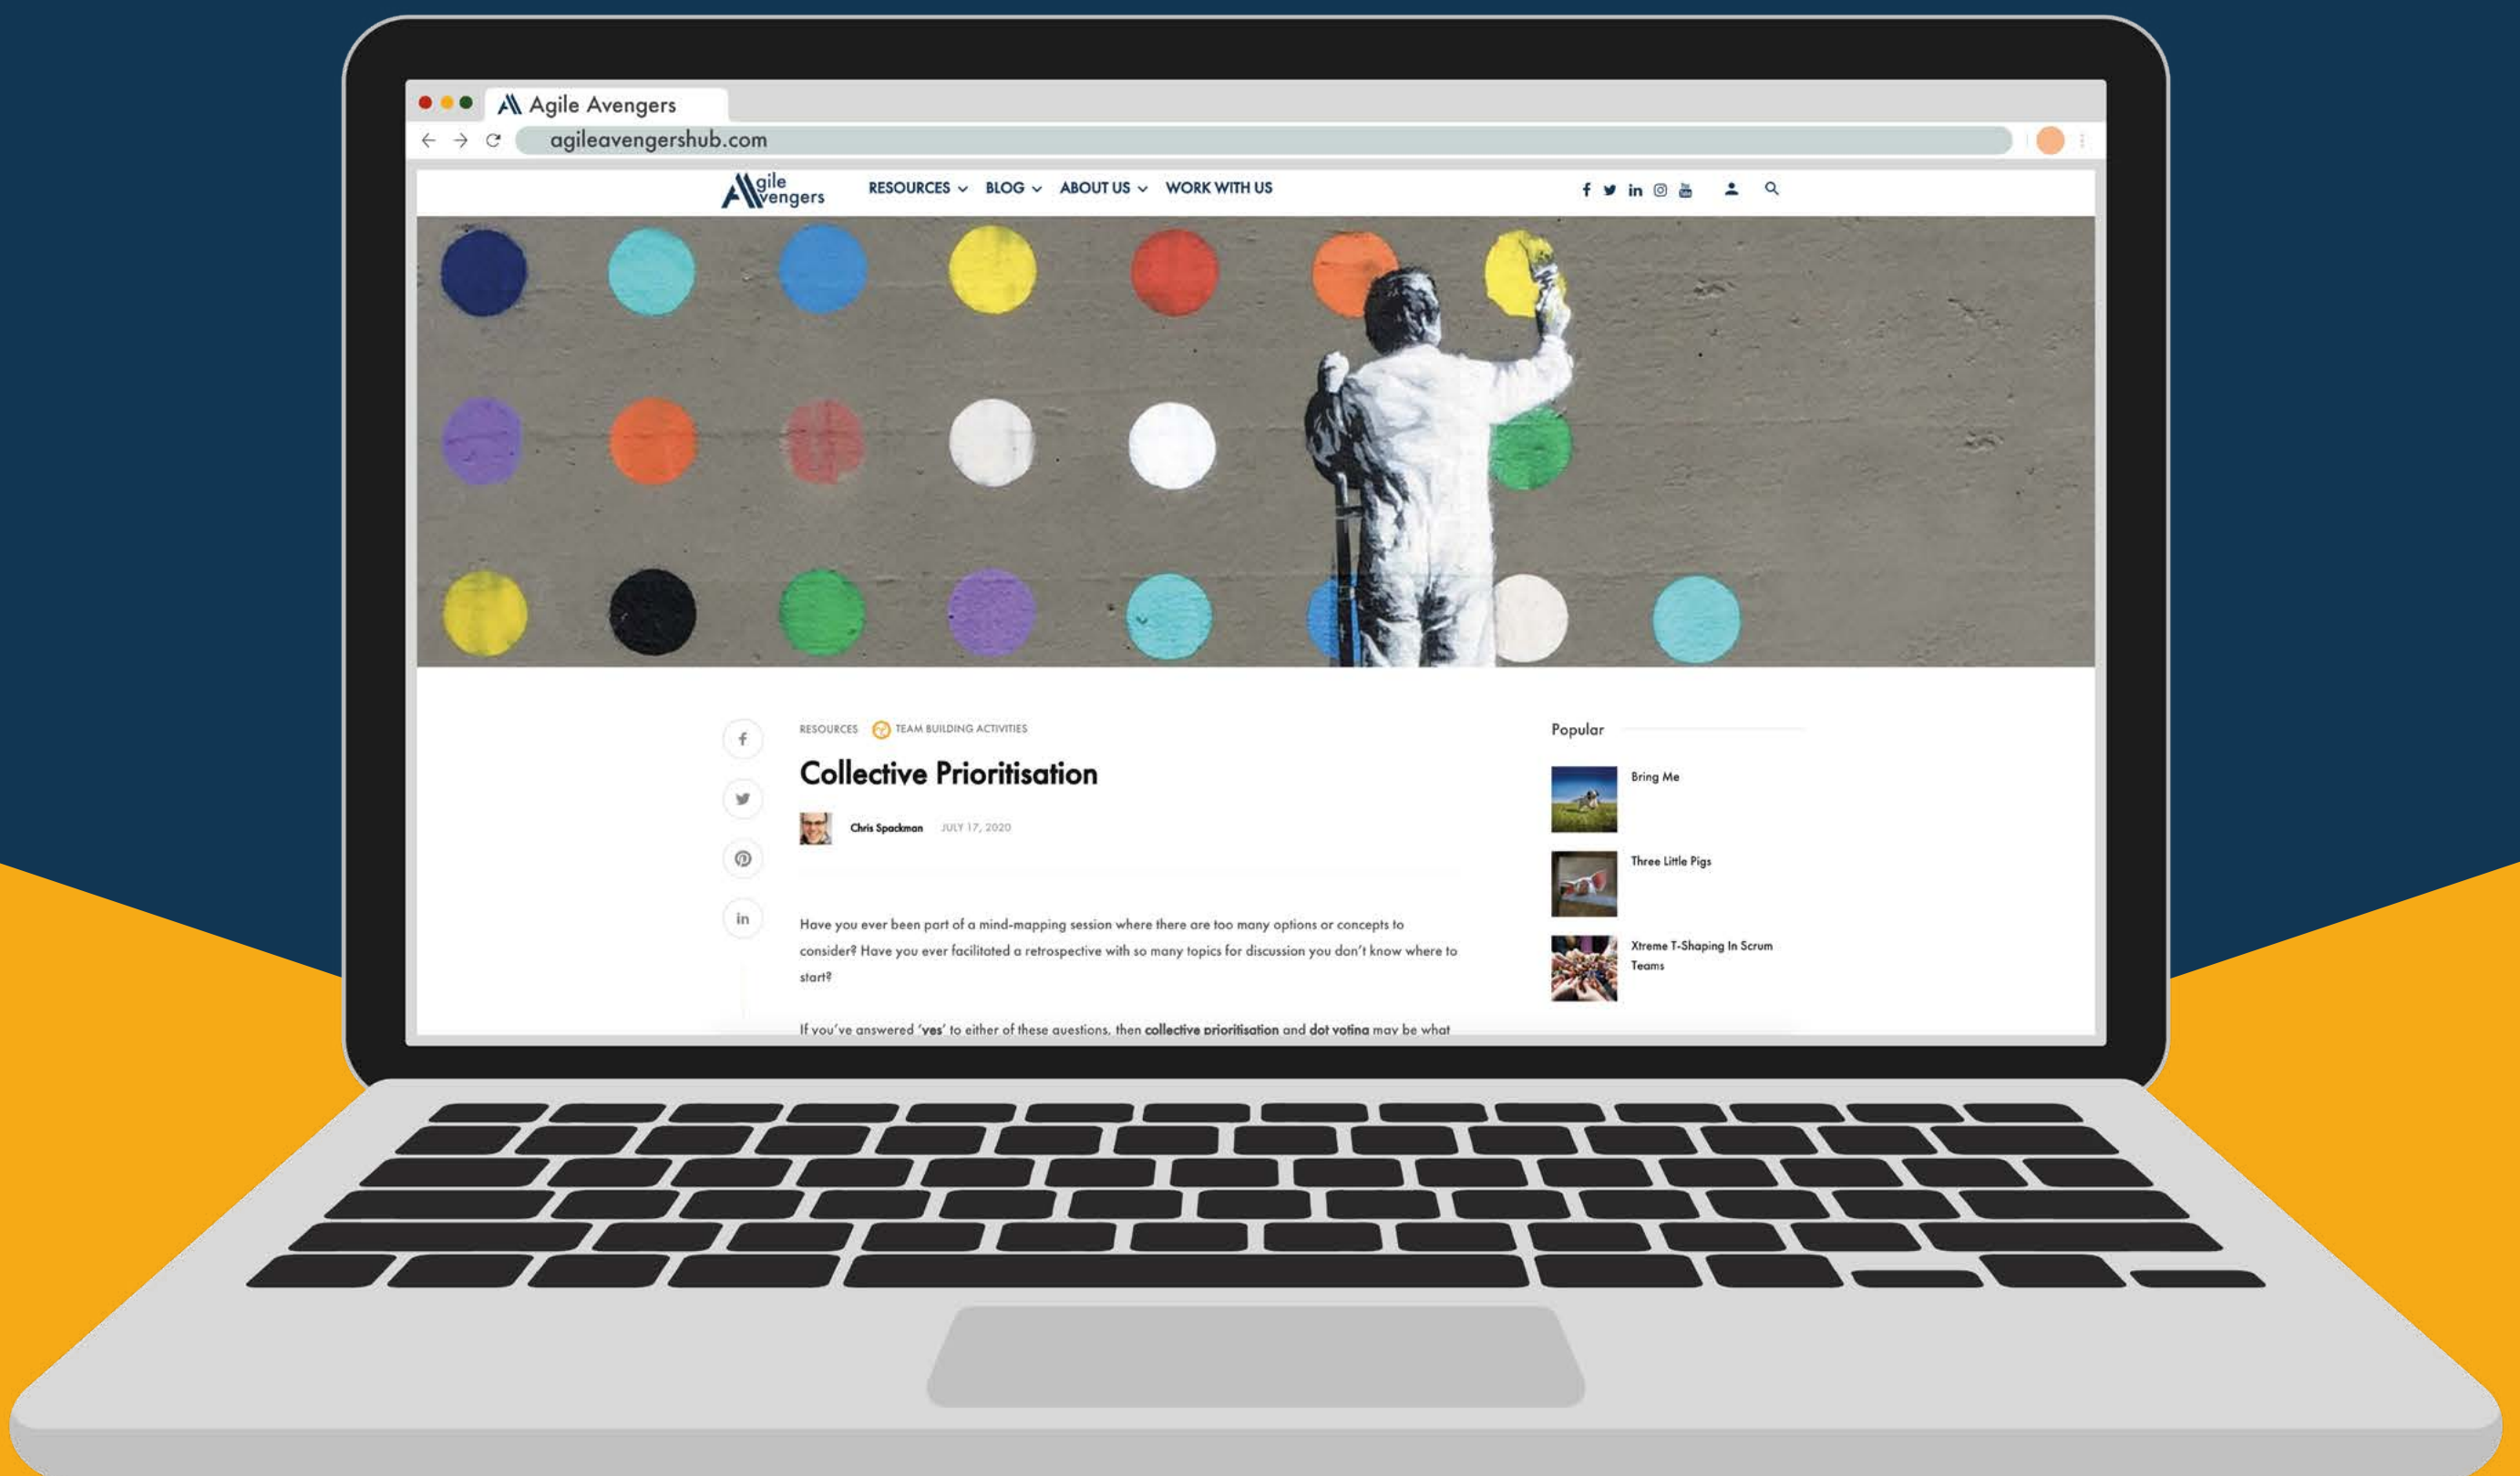 Agile Avengers
agileavengershub.com
Agile
Avengers
RESOURCES BLOG ABOUT US WORK WITH US
RESOURCES TEAM BUILDING ACTIVITIES
Collective Prioritisation
Chris Spackman JULY 17, 2020
Have you ever been part of a mind-mapping session where there are too many options or concepts to
consider? Have you ever facilitated a retrospective with so many topics for discussion you don't know where to
start?
If you've answered 'yes' to either of these questions, then collective prioritisation and dot voting may be what
Popular
Bring Me
Three Little Pigs
Xtreme T-Shaping In Scrum
Teams